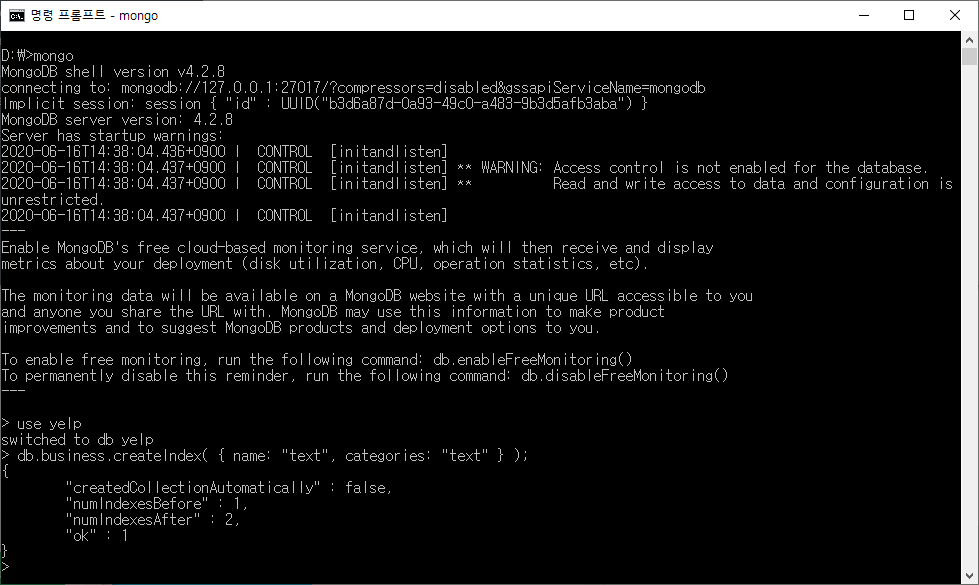 명령 프롬프트 - mongo
D:\>mongo
MongoDB shell version v4.2.8
connecting to: mongodb://127.0.0.1:27017/?compressors=disabled&gssapiServiceName=mongodb
Implicit session: session { "id" : UUID("b3d6a87d-0a93-49c0-a483-9b3d5afb3aba") }
MongoDB server version: 4.2.8
Server has startup warnings:
2020-06-16T14:38:04.436+0900 I  CONTROL  [initandlisten]
2020-06-16T14:38:04.437+0900 I  CONTROL  [initandlisten] ** WARNING: Access control is not enabled for the database.
2020-06-16T14:38:04.437+0900 I  CONTROL  [initandlisten] **          Read and write access to data and configuration is
unrestricted.
2020-06-16T14:38:04.437+0900 I  CONTROL  [initandlisten]
---
Enable MongoDB's free cloud-based monitoring service, which will then receive and display
metrics about your deployment (disk utilization, CPU, operation statistics, etc).
The monitoring data will be available on a MongoDB website with a unique URL accessible to you
and anyone you share the URL with. MongoDB may use this information to make product
improvements and to suggest MongoDB products and deployment options to you.
To enable free monitoring, run the following command: db.enableFreeMonitoring()
To permanently disable this reminder, run the following command: db.disableFreeMonitoring()
---
> use yelp
switched to db yelp
> db.business.createIndex( { name: "text", categories: "text" } );
{
        "createdCollectionAutomatically" : false,
        "numIndexesBefore" : 1,
        "numIndexesAfter" : 2,
        "ok" : 1
}
>